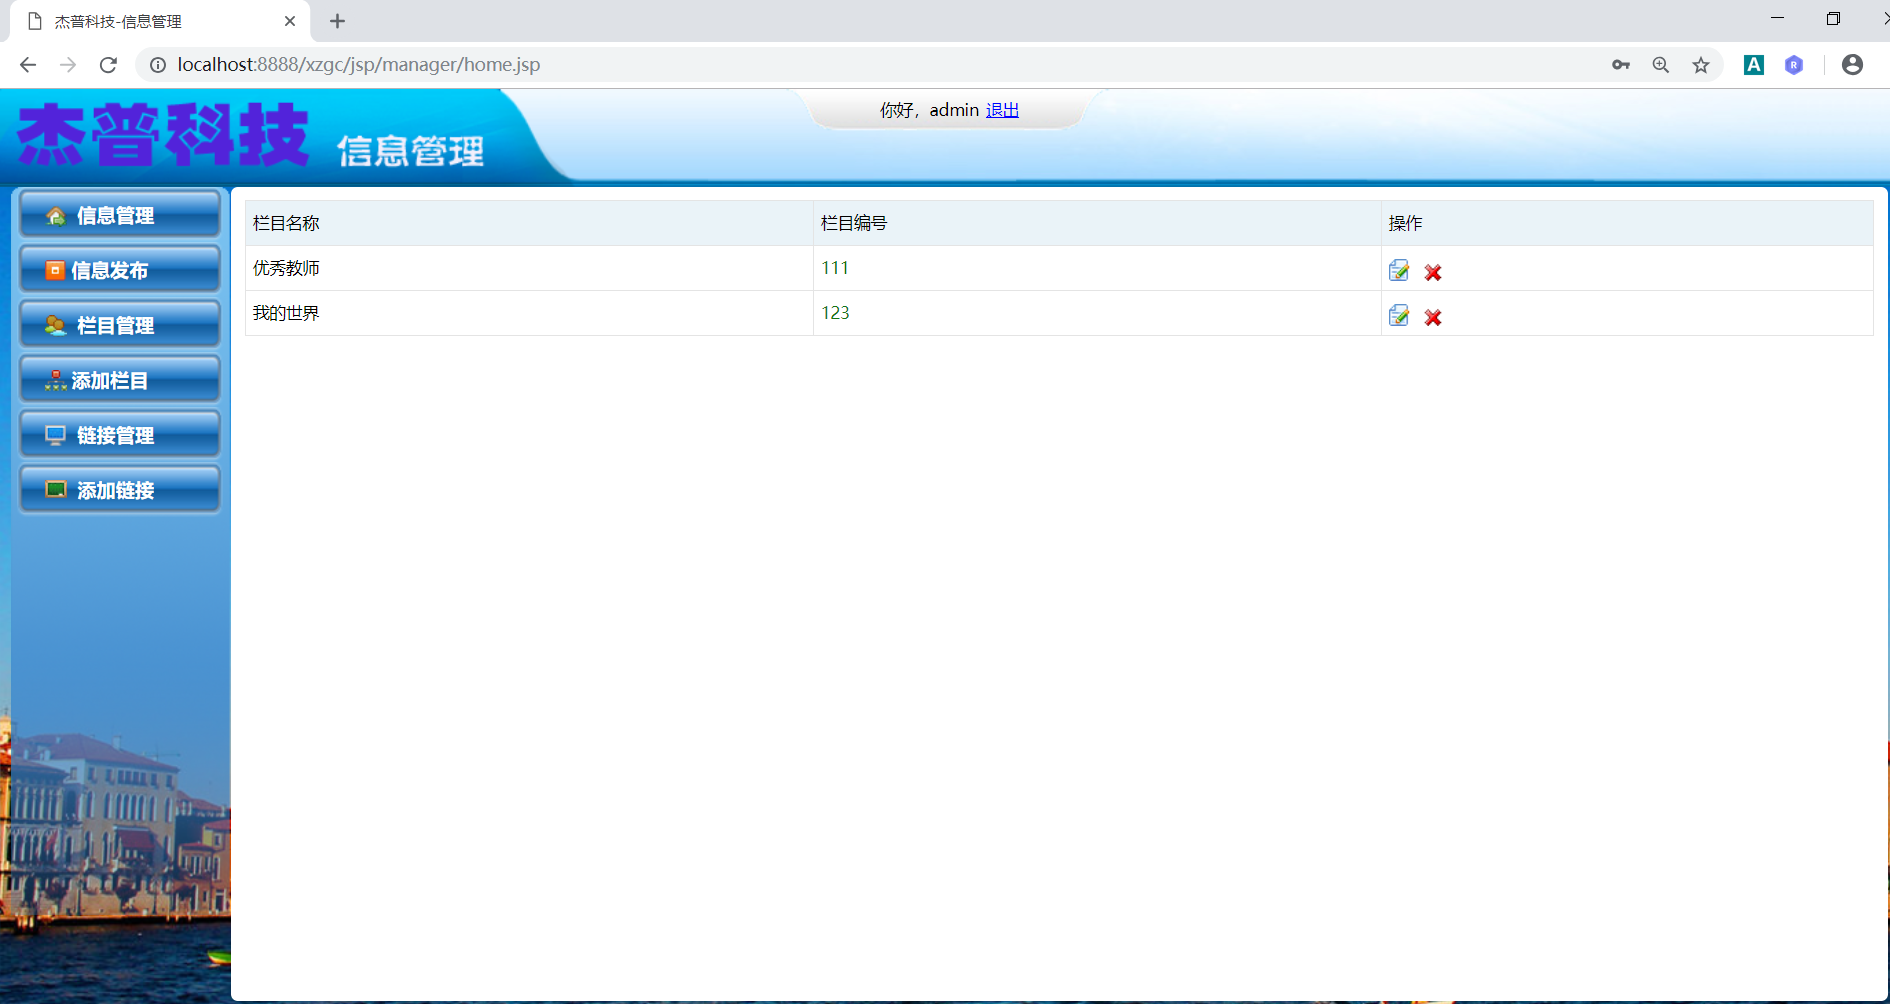 杰普科技-信息管理
localhost:8888/xzgc/jsp/manager/home.jsp
A
R
你好，admin 退出
杰普科技 信息管理
信息管理
信息发布
栏目管理
添加栏目
链接管理
添加链接
栏目名称 栏目编号 操作
优秀教师 111
我的世界 123